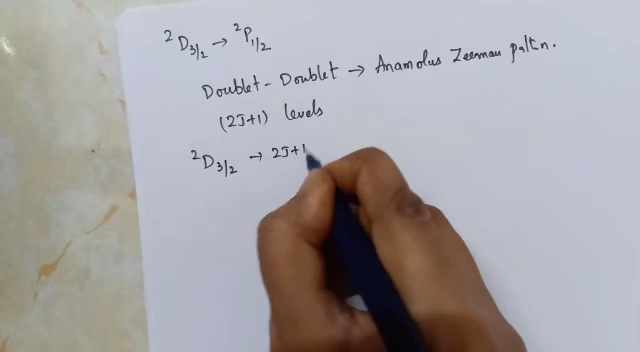 ²D₃/₂ → ²P₁/₂
Doublet - Doublet → Anamolus Zeeman pattn.
(2J+1) levels
²D₃/₂ → 2J+1